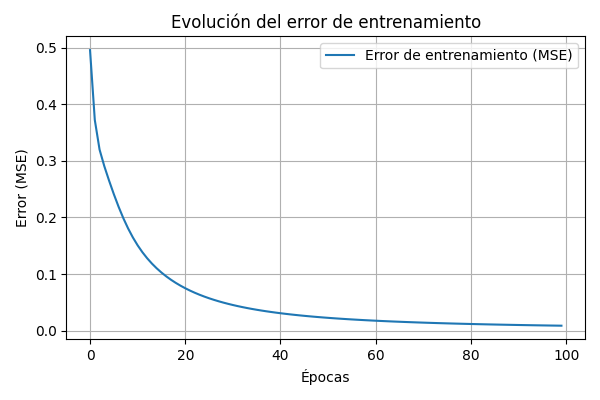 Evolución del error de entrenamiento
Error de entrenamiento (MSE)
Error (MSE)
0.5
0.4
0.3
0.2
0.1
0.0
0 20 40 60 80 100
Épocas